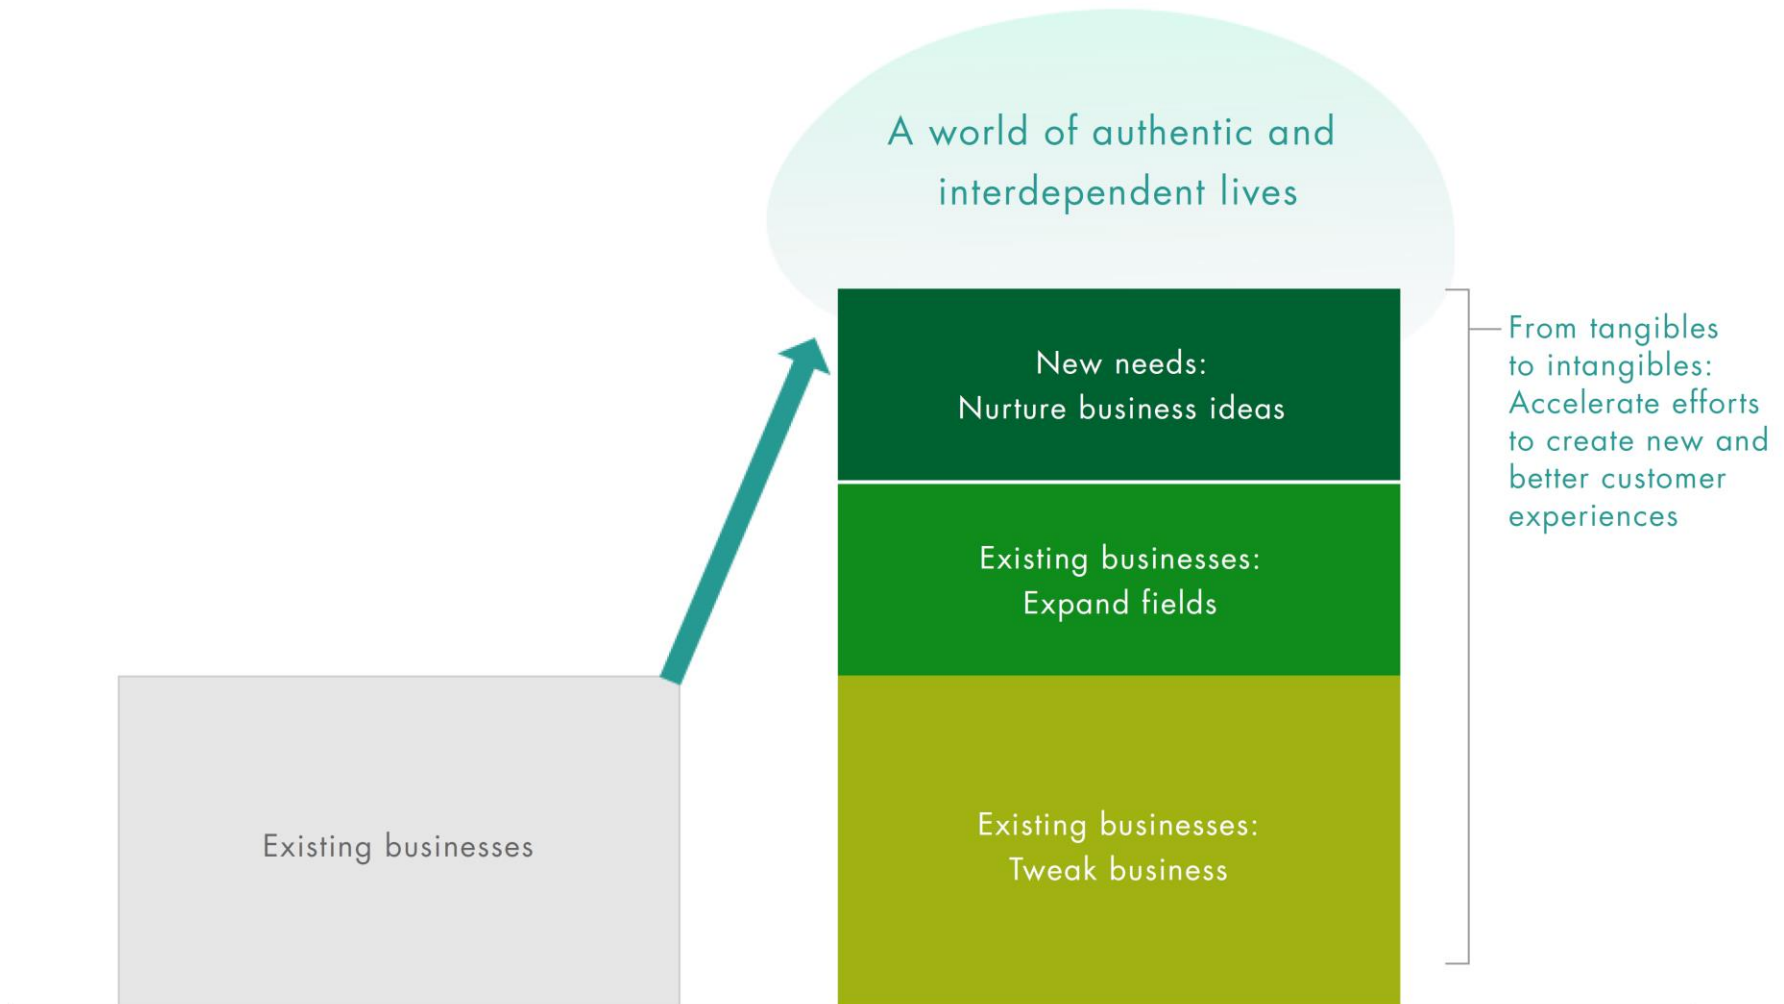 A world of authentic and
interdependent lives
New needs:
Nurture business ideas
From tangibles
to intangibles:
Accelerate efforts
to create new and
better customer
experiences
Existing businesses:
Expand fields
Existing businesses
Existing businesses:
Tweak business